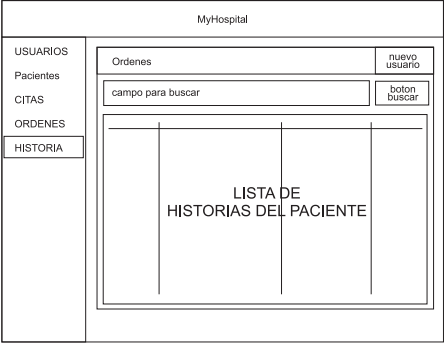 MyHospital
USUARIOS
Pacientes
CITAS
ORDENES
HISTORIA
Ordenes
nuevo
usuario
campo para buscar
boton
buscar
LISTA DE
HISTORIAS DEL PACIENTE